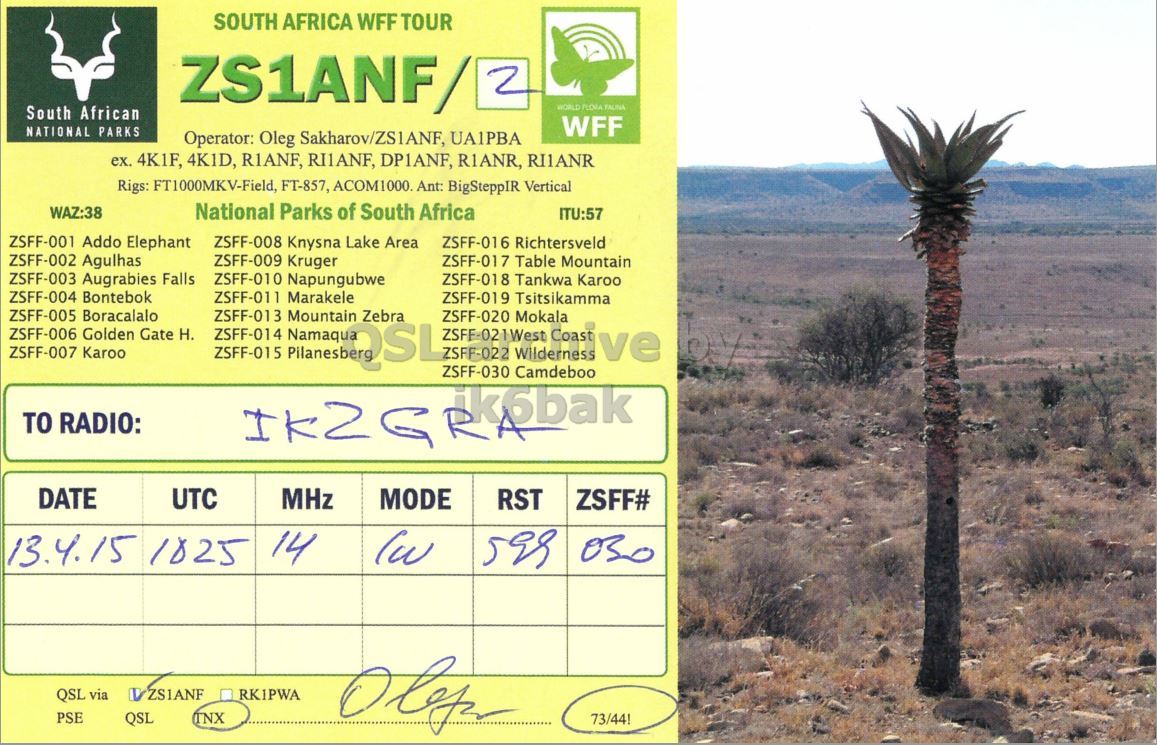 SOUTH AFRICA WFF TOUR
South African
NATIONAL PARKS
ZS1ANF/2
WORLD FLORA FAUNA
WFF
Operator: Oleg Sakharov/ZS1ANF, UA1PBA
ex. 4K1F, 4K1D, R1ANF, RI1ANF, DP1ANF, R1ANR, RI1ANR
Rigs: FT1000MKV-Field, FT-857, ACOM1000. Ant: BigSteppIR Vertical
WAZ:38 National Parks of South Africa ITU:57
ZSFF-001 Addo Elephant ZSFF-008 Knysna Lake Area ZSFF-016 Richtersveld
ZSFF-002 Agulhas ZSFF-009 Kruger ZSFF-017 Table Mountain
ZSFF-003 Augrabies Falls ZSFF-010 Napungubwe ZSFF-018 Tankwa Karoo
ZSFF-004 Bontebok ZSFF-011 Marakele ZSFF-019 Tsitsikamma
ZSFF-005 Boracalalo ZSFF-013 Mountain Zebra ZSFF-020 Mokala
ZSFF-006 Golden Gate H. ZSFF-014 Namaqua ZSFF-021West Coast
ZSFF-007 Karoo ZSFF-015 Pilanesberg ZSFF-022 Wilderness
ZSFF-030 Camdeboo
QSL archive by
ik6bak
TO RADIO: IK2GRA
DATE UTC MHz MODE RST ZSFF#
13.4.15 1025 14 CW 599 030
QSL via ZS1ANF RK1PWA
PSE QSL TNX 73/44!